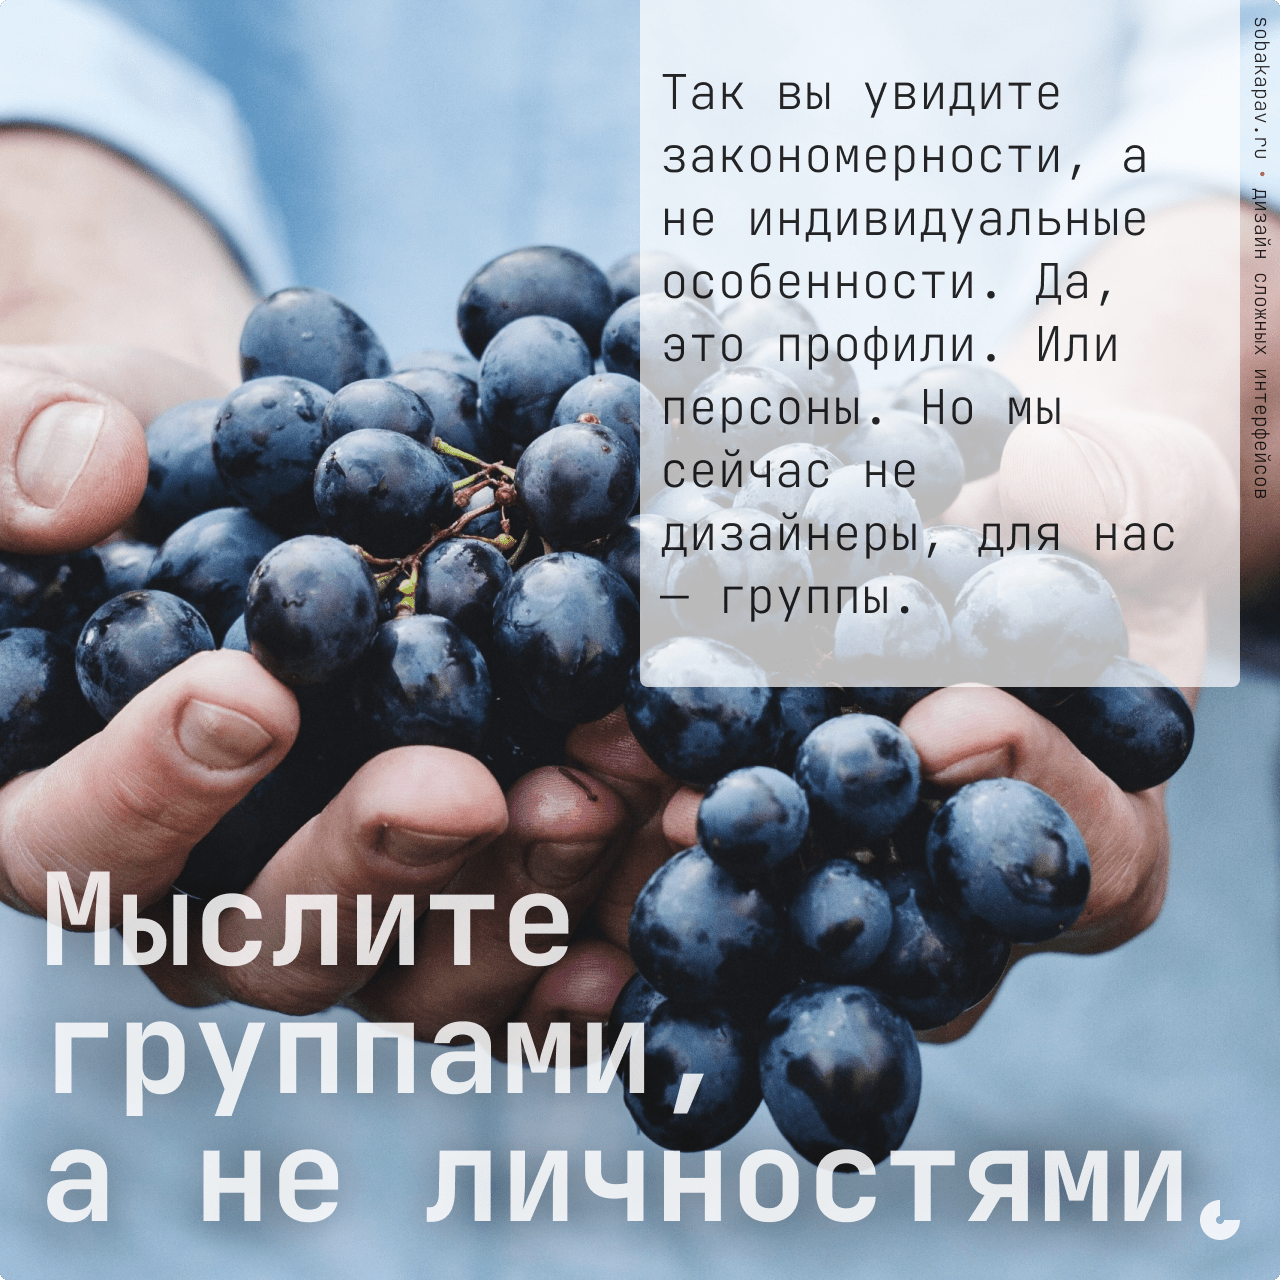 Так вы увидите
закономерности, а
не индивидуальные
особенности. Да,
это профили. Или
персоны. Но мы
сейчас не
дизайнеры, для нас
— группы.
sobakapav.ru • дизайн сложных интерфейсов
Мыслите
группами,
а не личностями.